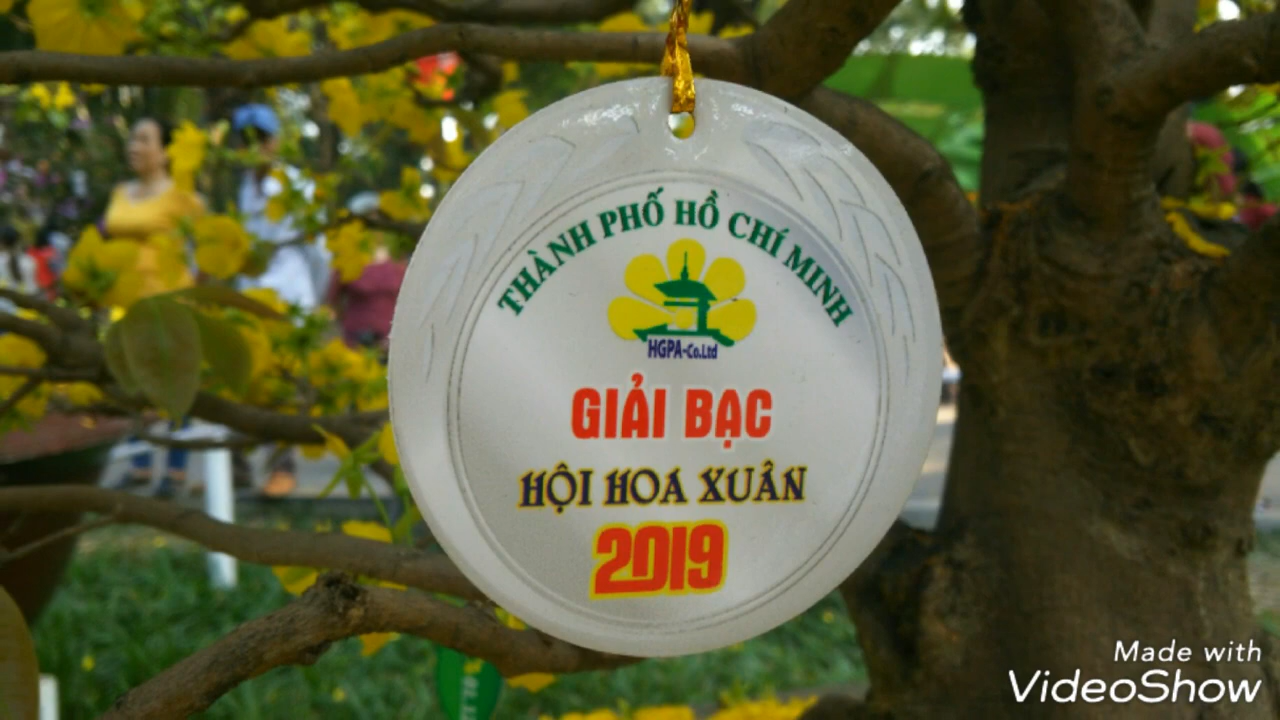 THÀNH PHỐ HỒ CHÍ MINH
HGPA-Co.Ltd
GIẢI BẠC
HỘI HOA XUÂN
2019
Made with
VideoShow